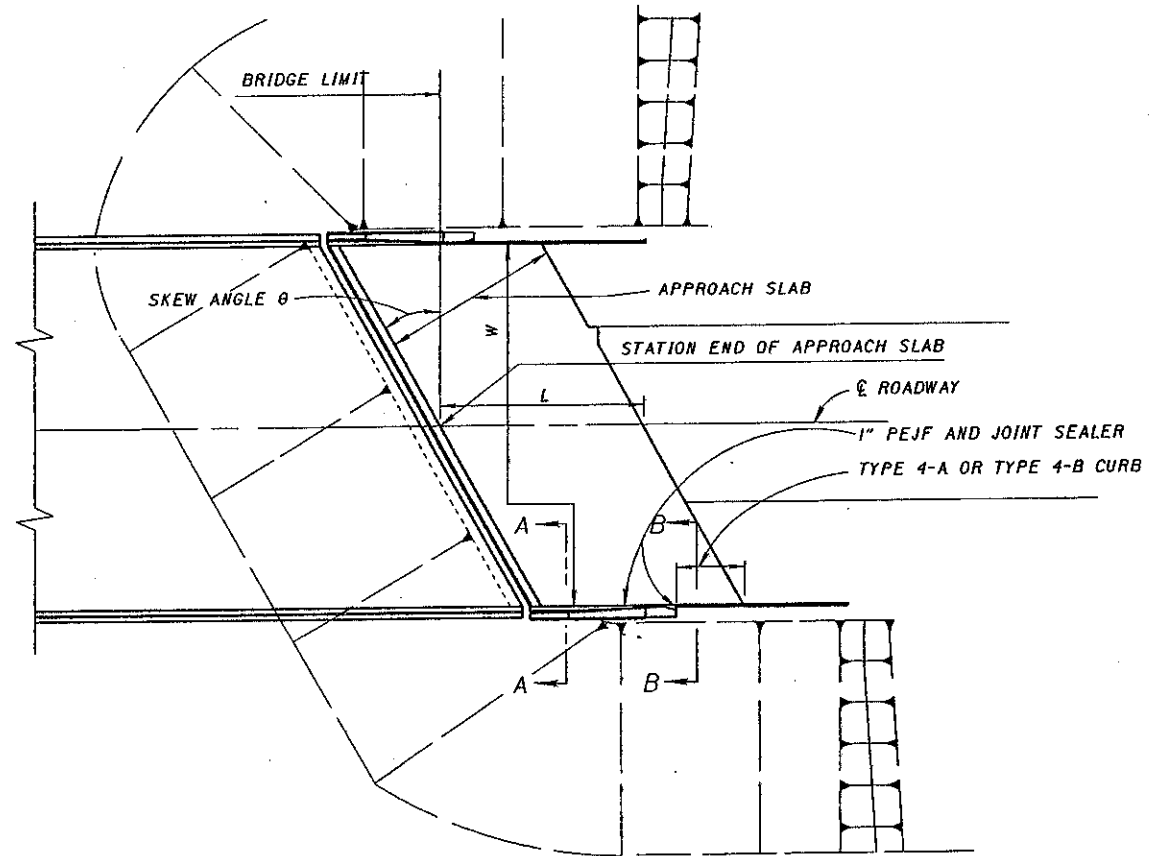 BRIDGE LIMIT
SKEW ANGLE θ
APPROACH SLAB
W
STATION END OF APPROACH SLAB
L
℄ ROADWAY
1" PEJF AND JOINT SEALER
TYPE 4-A OR TYPE 4-B CURB
A
B
A
B